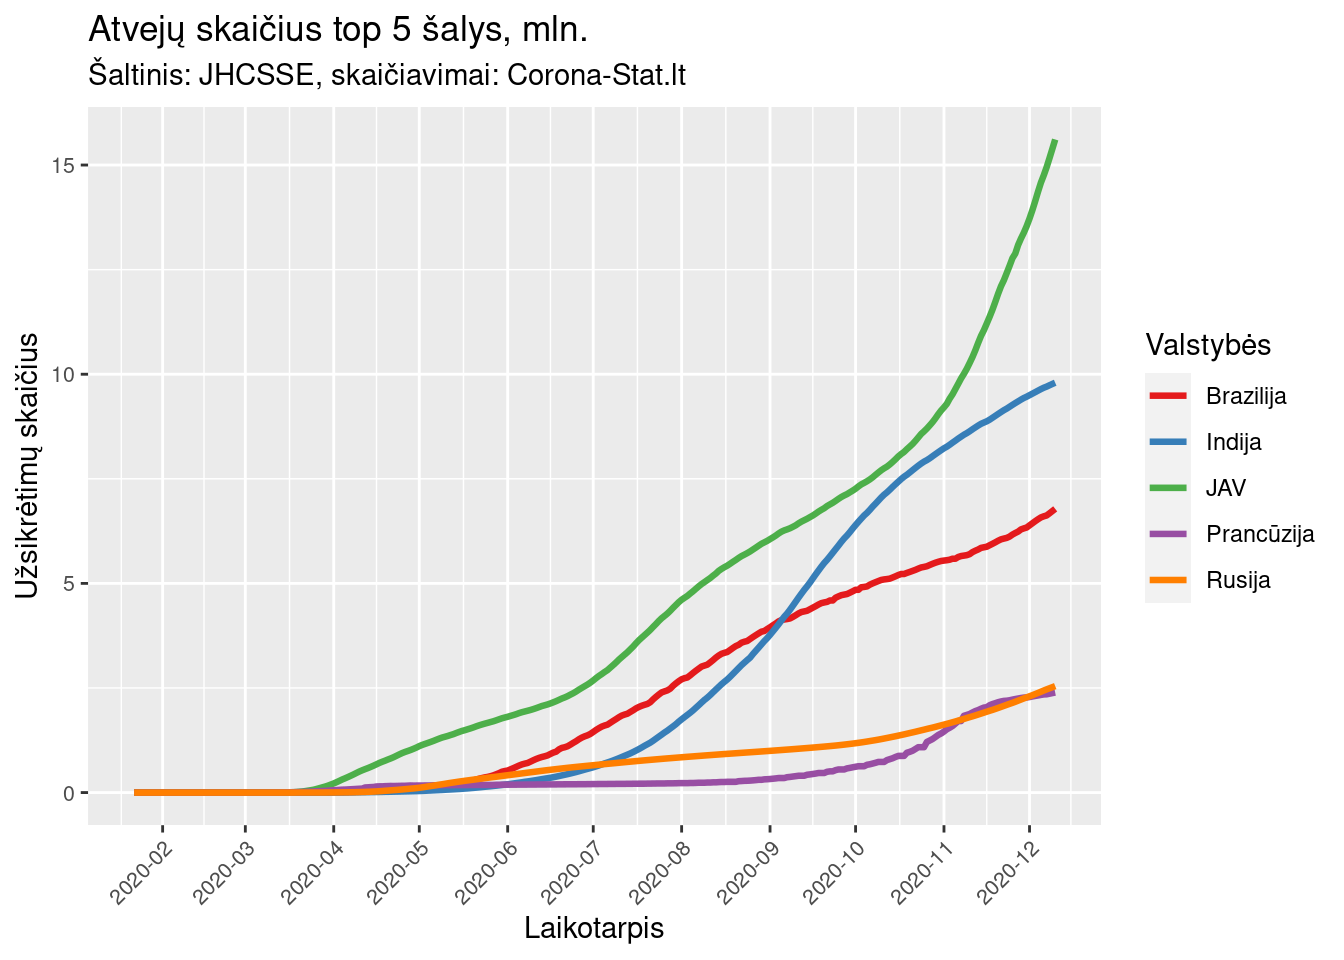 Atvejų skaičius top 5 šalys, mln.
Šaltinis: JHCSSE, skaičiavimai: Corona-Stat.lt
Užsikrėtimų skaičius
15
10
5
0
2020-02
2020-03
2020-04
2020-05
2020-06
2020-07
2020-08
2020-09
2020-10
2020-11
2020-12
Laikotarpis
Valstybės
Brazilija
Indija
JAV
Prancūzija
Rusija